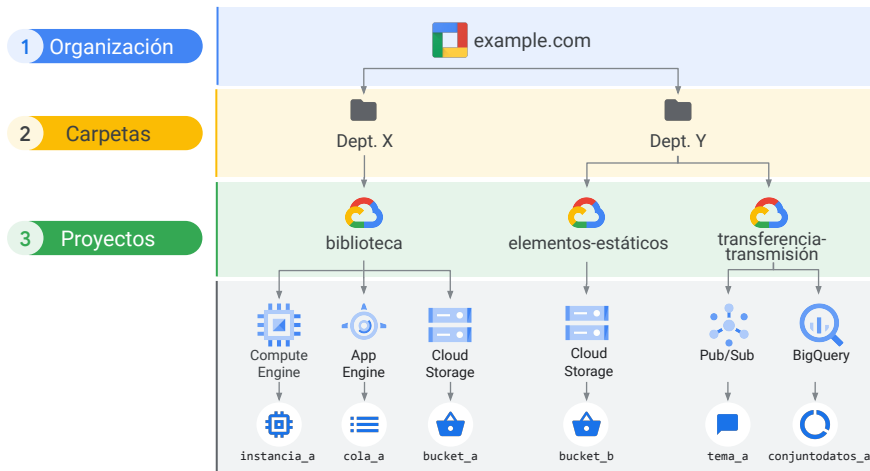 1 Organización
example.com
2 Carpetas
Dept. X
Dept. Y
3 Proyectos
biblioteca
elementos-estáticos
transferencia-
transmisión
Compute
Engine
App
Engine
Cloud
Storage
Cloud
Storage
Pub/Sub
BigQuery
instancia_a
cola_a
bucket_a
bucket_b
tema_a
conjuntodatos_a